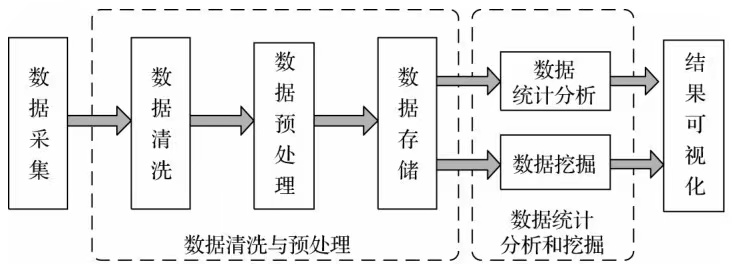 数据采集
数据清洗
数据预处理
数据存储
数据
统计分析
数据挖掘
结果可视化
数据清洗与预处理
数据统计
分析和挖掘